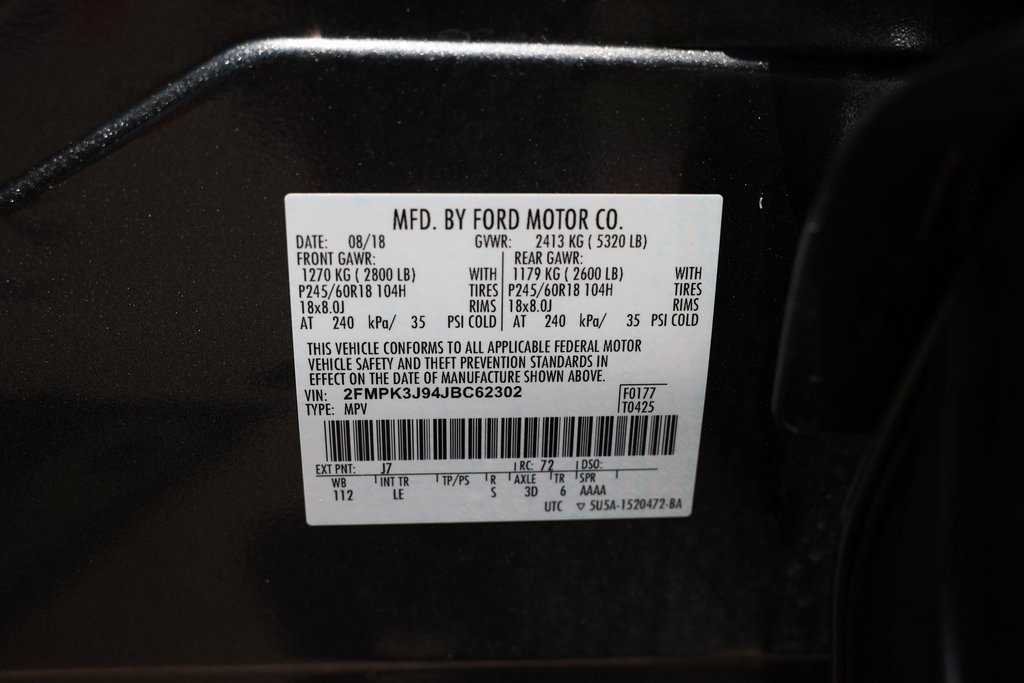 MFD. BY FORD MOTOR CO.
DATE: 08/18 GVWR: 2413 KG ( 5320 LB)
FRONT GAWR: REAR GAWR:
1270 KG ( 2800 LB) WITH 1179 KG ( 2600 LB) WITH
P245/60R18 104H TIRES P245/60R18 104H TIRES
18x8.0J RIMS 18x8.0J RIMS
AT 240 kPa/ 35 PSI COLD AT 240 kPa/ 35 PSI COLD
THIS VEHICLE CONFORMS TO ALL APPLICABLE FEDERAL MOTOR
VEHICLE SAFETY AND THEFT PREVENTION STANDARDS IN
EFFECT ON THE DATE OF MANUFACTURE SHOWN ABOVE.
VIN: 2FMPK3J94JBC62302 F0177
TYPE: MPV T0425
EXT PNT: J7 RC: 72 DSO:
WB INT TR TP/PS R AXLE TR SPR
112 LE S 3D 6 AAAA
UTC ▽ 5U5A-1520472-BA